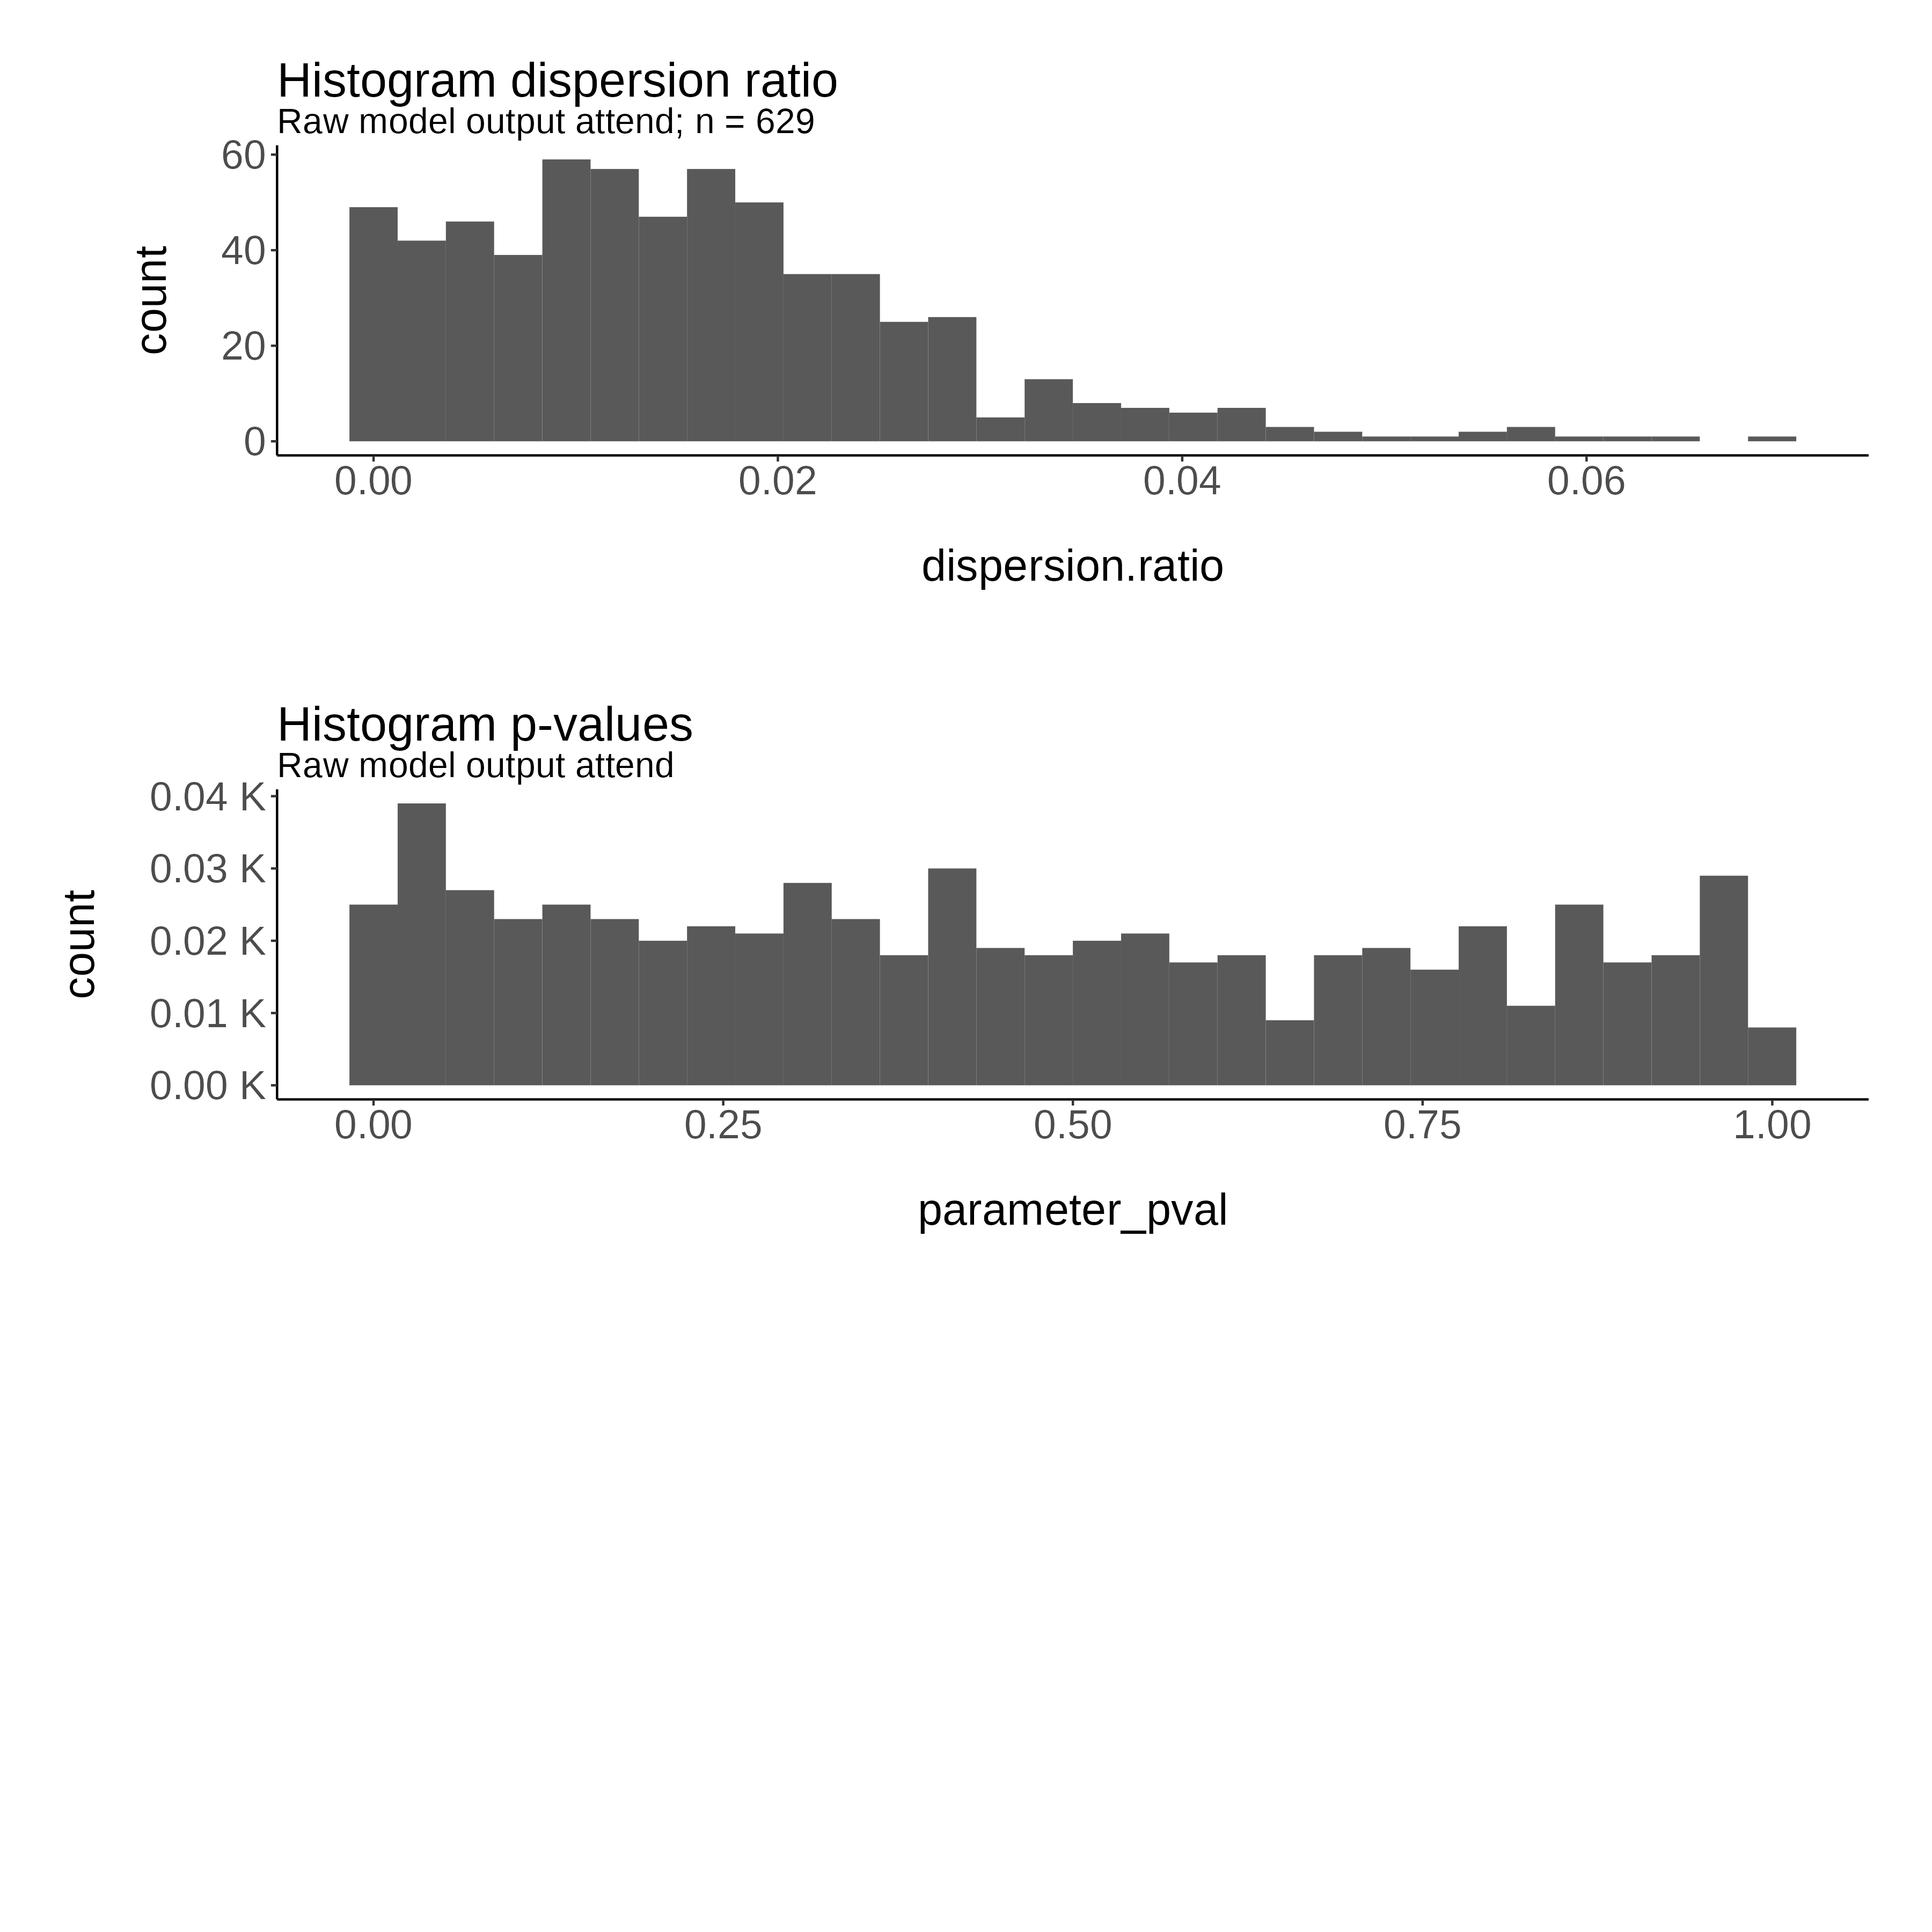 Histogram dispersion ratio
Raw model output attend; n = 629
60
40
20
0
count
0.00 0.02 0.04 0.06
dispersion.ratio
Histogram p-values
Raw model output attend
0.04 K
0.03 K
0.02 K
0.01 K
0.00 K
count
0.00 0.25 0.50 0.75 1.00
parameter_pval